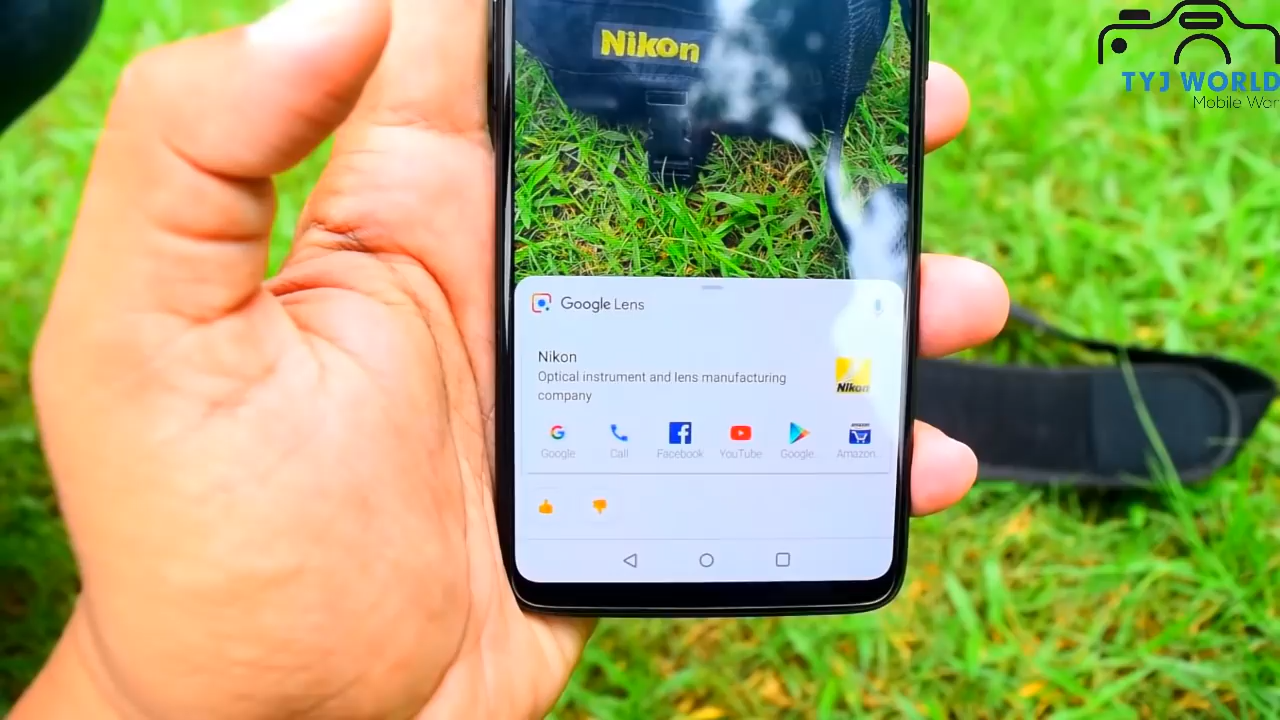 Nikon
TYJ WORLD
Mobile Wor
Google Lens
Nikon
Optical instrument and lens manufacturing
company
Nikon
Google
Call
Facebook
YouTube
Google..
amazon
Amazon..